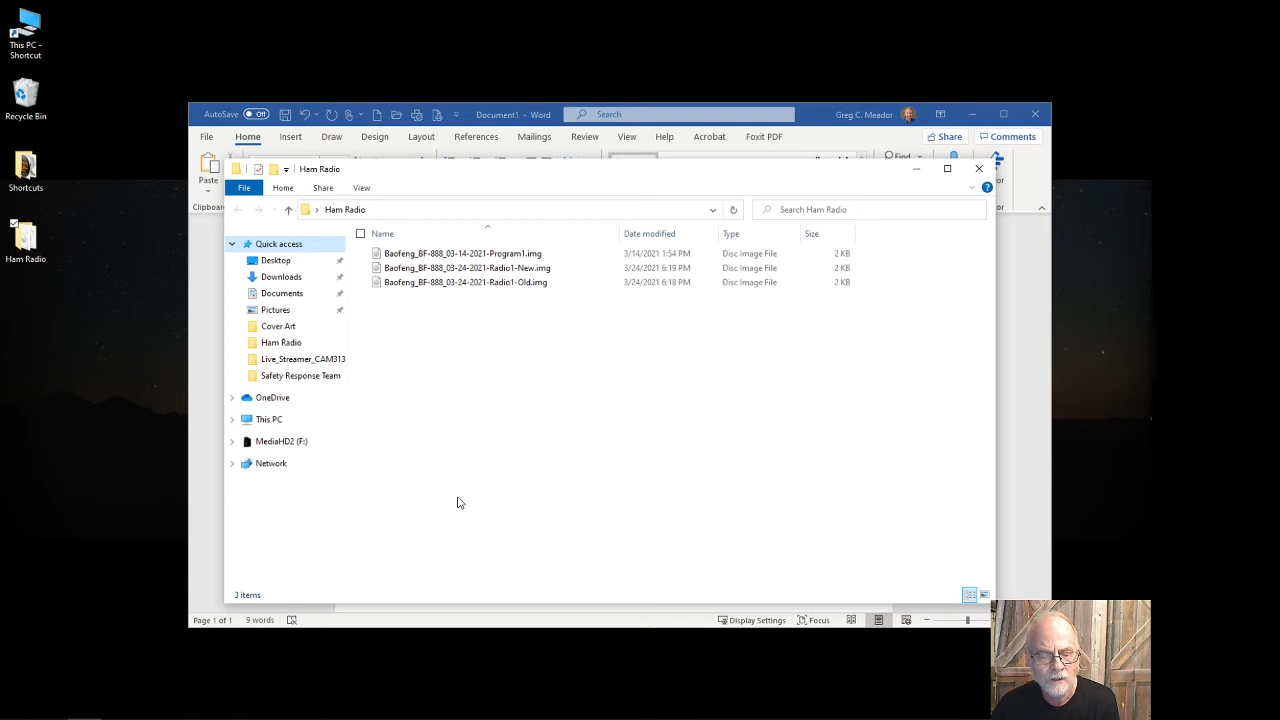 This PC -
Shortcut
Recycle Bin
Shortcuts
Ham Radio
AutoSave Off Document1 - Word Search Greg C. Meador
File Home Insert Draw Design Layout References Mailings Review View Help Acrobat Foxit PDF Share Comments
Paste Find
Clipboard
Ham Radio
File Home Share View
Ham Radio Search Ham Radio
Name Date modified Type Size
Quick access
Desktop
Downloads
Documents
Pictures
Cover Art
Ham Radio
Live_Streamer_CAM313
Safety Response Team
OneDrive
This PC
MediaHD2 (F:)
Network
Baofeng_BF-888_03-14-2021-Program1.img 3/14/2021 1:54 PM Disc Image File 2 KB
Baofeng_BF-888_03-24-2021-Radio1-New.img 3/24/2021 6:19 PM Disc Image File 2 KB
Baofeng_BF-888_03-24-2021-Radio1-Old.img 3/24/2021 6:18 PM Disc Image File 2 KB
3 items
Page 1 of 1 9 words Display Settings Focus